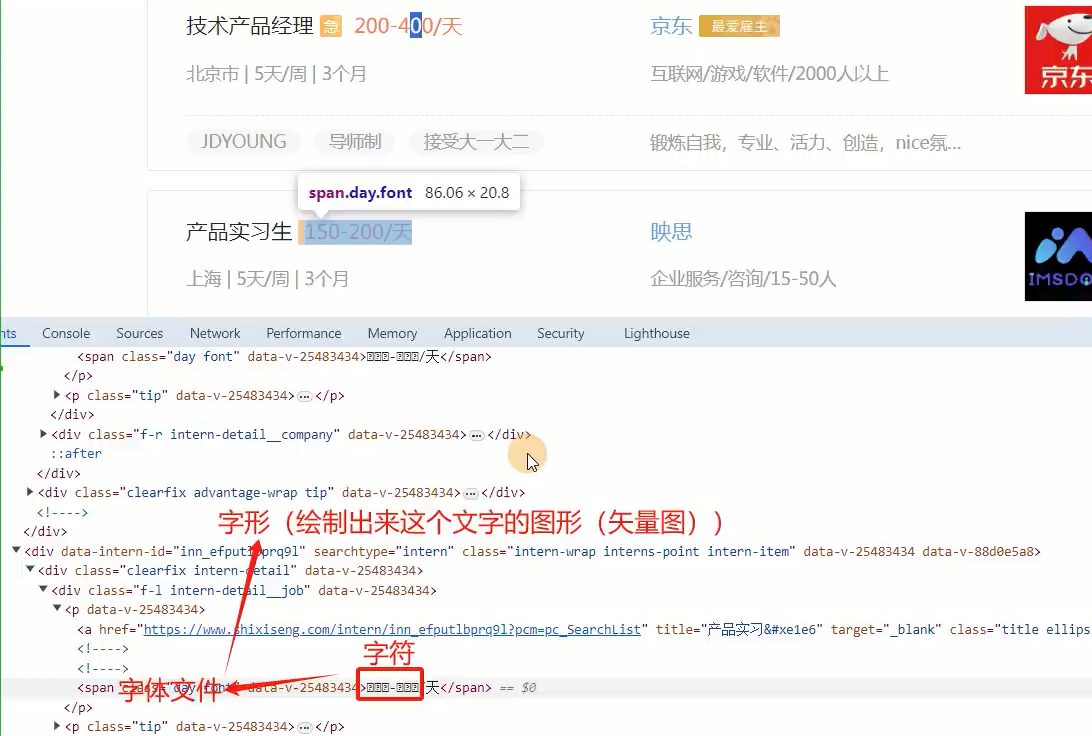 技术产品经理 急 200-400/天
京东 最爱雇主
北京市 | 5天/周 | 3个月
互联网/游戏/软件/2000人以上
京东
JDYOUNG 导师制 接受大一大二
锻炼自我，专业、活力、创造，nice氛...
span.day.font 86.06 × 20.8
产品实习生 150-200/天
映思
上海 | 5天/周 | 3个月
企业服务/咨询/15-50人
Console Sources Network Performance Memory Application Security Lighthouse
<span class="day font" data-v-25483434>▯▯▯-▯▯▯/天</span>
</p>
<p class="tip" data-v-25483434>…</p>
</div>
<div class="f-r intern-detail__company" data-v-25483434>…</div>
::after
</div>
<div class="clearfix advantage-wrap tip" data-v-25483434>…</div>
<!---->
字形（绘制出来这个文字的图形（矢量图））
</div>
<div data-intern-id="inn_efputlbprq9l" searchtype="intern" class="intern-wrap interns-point intern-item" data-v-25483434 data-v-88d0e5a8>
<div class="clearfix intern-detail" data-v-25483434>
<div class="f-l intern-detail__job" data-v-25483434>
<p data-v-25483434>
<a href="https://www.shixiseng.com/intern/inn_efputlbprq9l?pcm=pc_SearchList" title="产品实习&#xe1e6" target="_blank" class="title ellips
<!---->
字符
<!---->
<span class="day font" data-v-25483434>▯▯▯-▯▯▯/天</span> == $0
字体文件
</p>
<p class="tip" data-v-25483434>…</p>